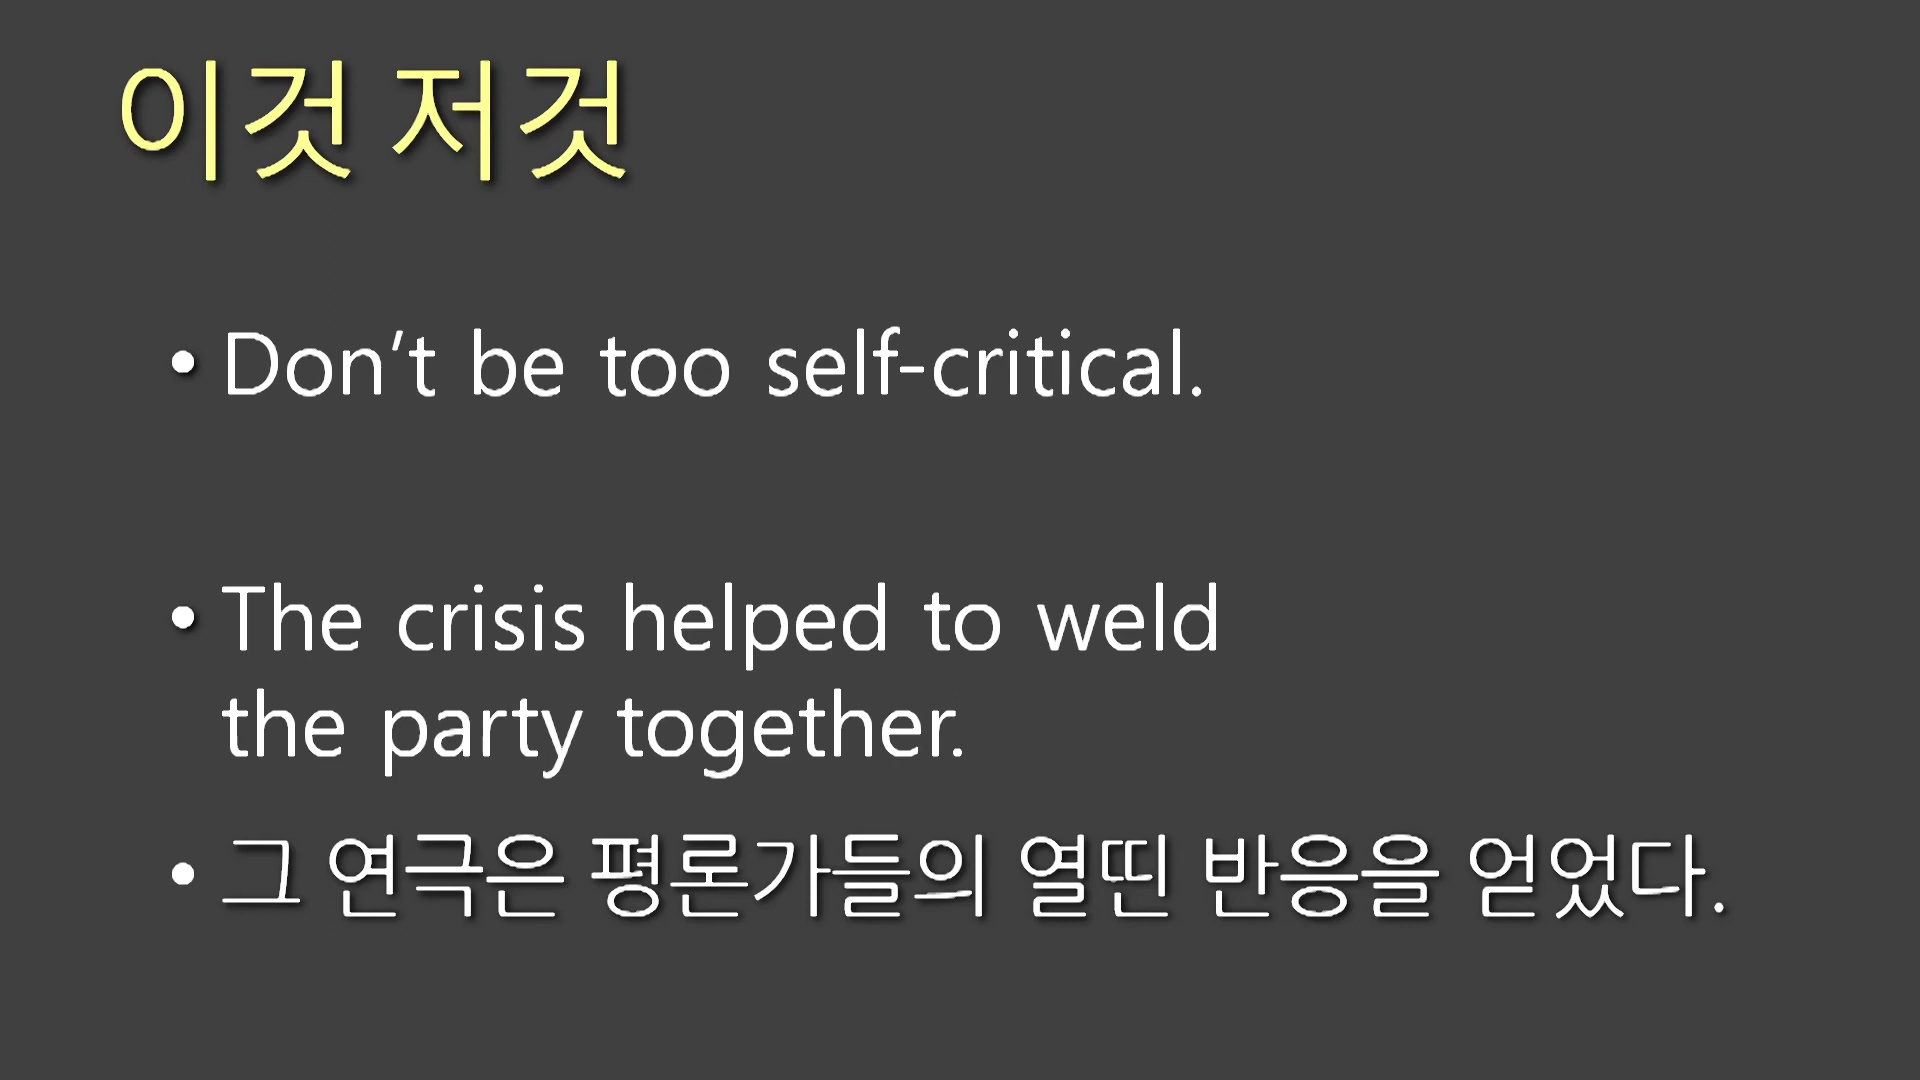 이것 저것
• Don't be too self-critical.
• The crisis helped to weld
the party together.
• 그 연극은 평론가들의 열띤 반응을 얻었다.